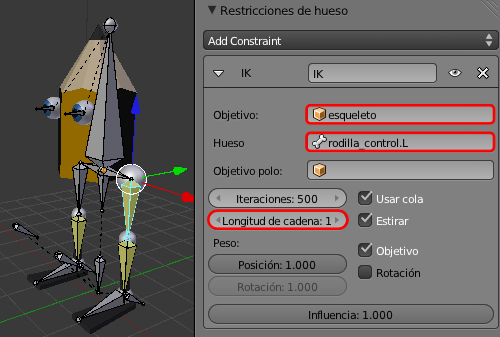 Restricciones de hueso
Add Constraint
IK IK
Objetivo: esqueleto
Hueso rodilla_control.L
Objetivo polo:
Iteraciones: 500 Usar cola
Longitud de cadena: 1 Estirar
Peso: Objetivo
Posición: 1.000
Rotación
Rotación: 1.000
Influencia: 1.000